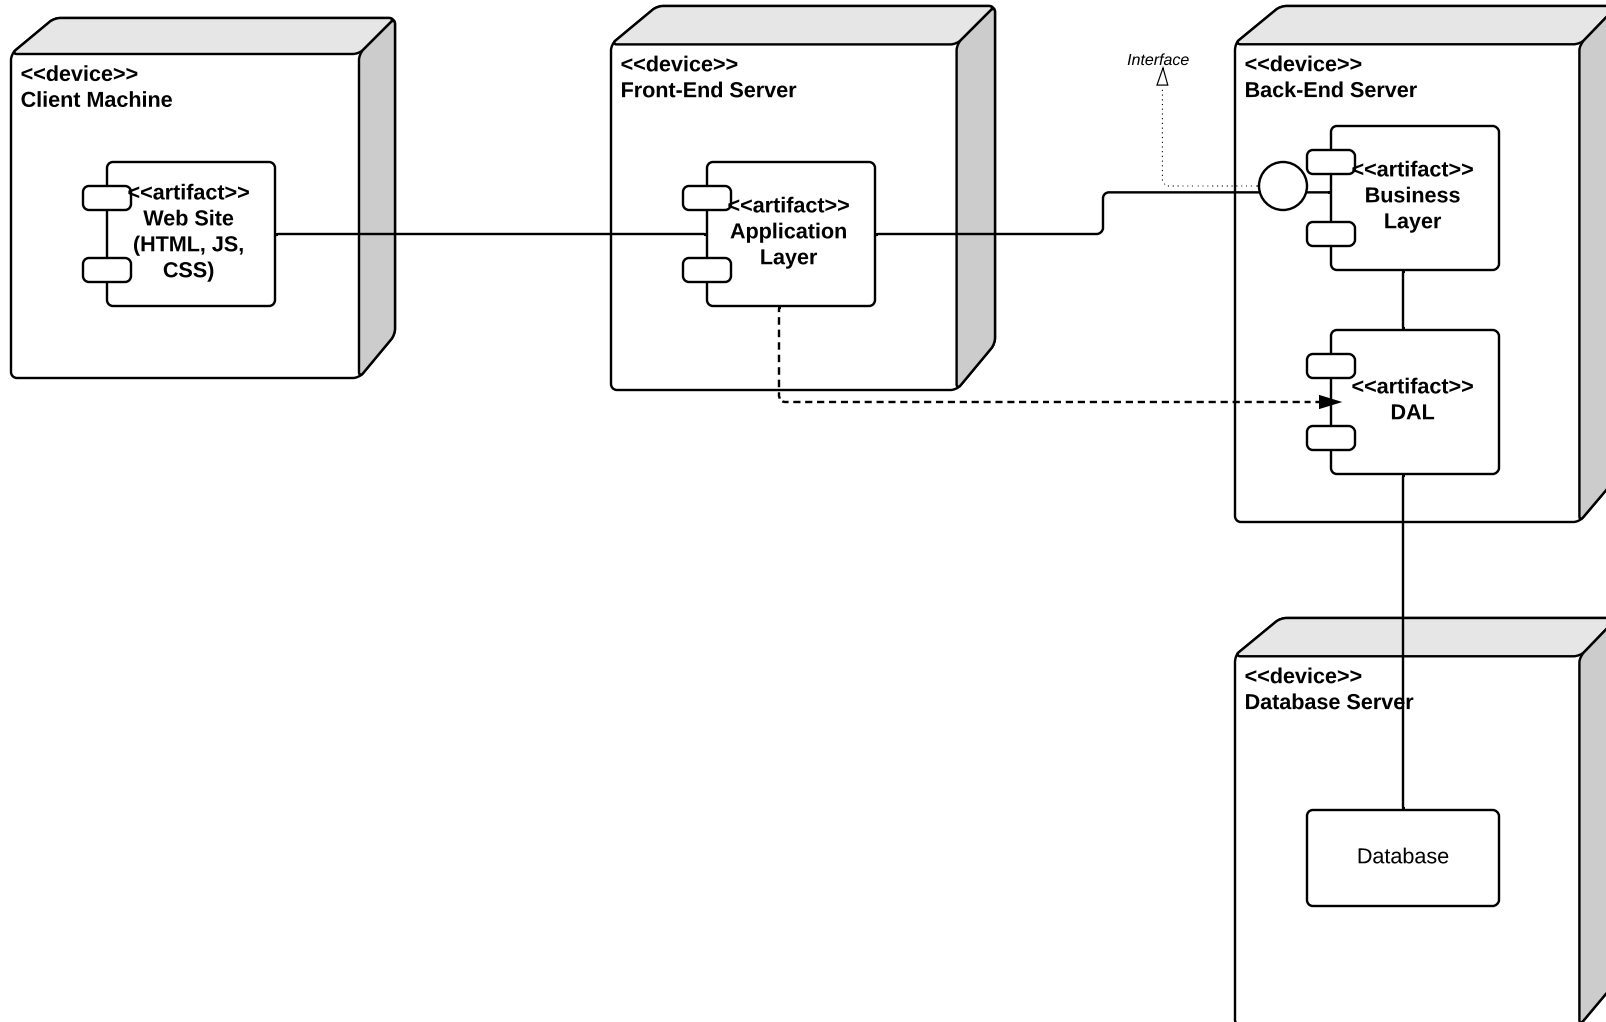 <<device>>
Client Machine
<<artifact>>
Web Site
(HTML, JS,
CSS)
<<device>>
Front-End Server
<<artifact>>
Application
Layer
Interface
<<device>>
Back-End Server
<<artifact>>
Business
Layer
<<artifact>>
DAL
<<device>>
Database Server
Database